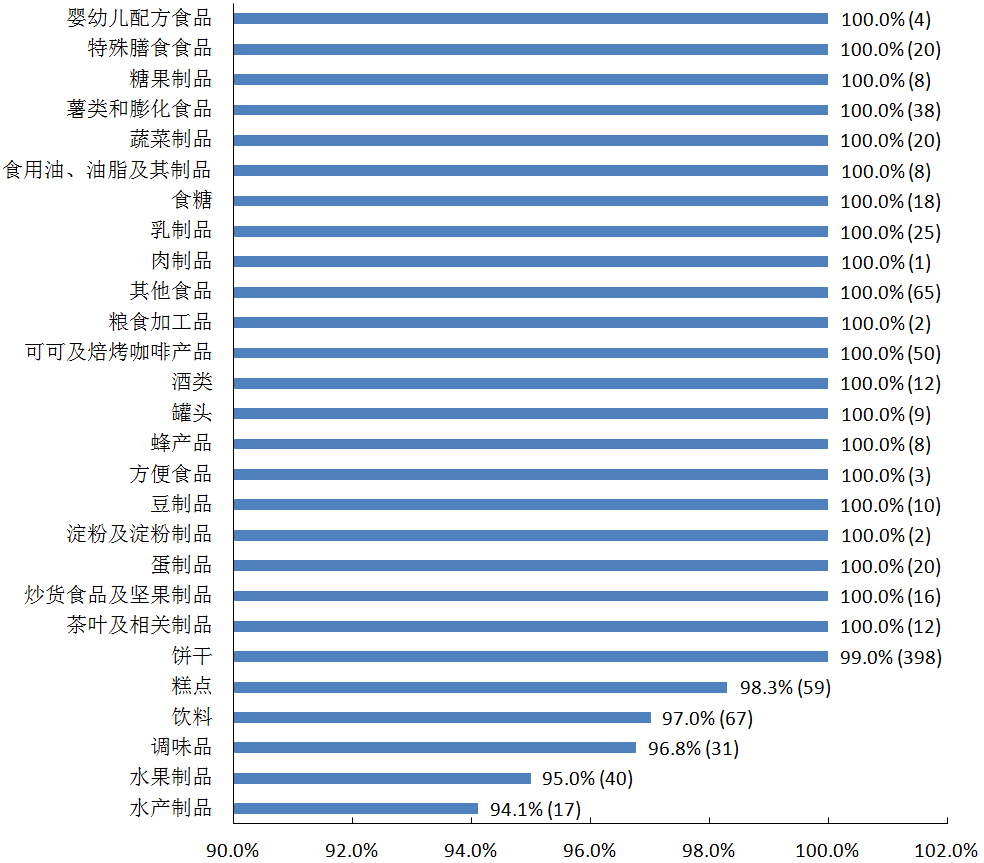 婴幼儿配方食品 100.0% (4)
特殊膳食食品 100.0% (20)
糖果制品 100.0% (8)
薯类和膨化食品 100.0% (38)
蔬菜制品 100.0% (20)
食用油、油脂及其制品 100.0% (8)
食糖 100.0% (18)
乳制品 100.0% (25)
肉制品 100.0% (1)
其他食品 100.0% (65)
粮食加工品 100.0% (2)
可可及焙烤咖啡产品 100.0% (50)
酒类 100.0% (12)
罐头 100.0% (9)
蜂产品 100.0% (8)
方便食品 100.0% (3)
豆制品 100.0% (10)
淀粉及淀粉制品 100.0% (2)
蛋制品 100.0% (20)
炒货食品及坚果制品 100.0% (16)
茶叶及相关制品 100.0% (12)
饼干 99.0% (398)
糕点 98.3% (59)
饮料 97.0% (67)
调味品 96.8% (31)
水果制品 95.0% (40)
水产制品 94.1% (17)
90.0% 92.0% 94.0% 96.0% 98.0% 100.0% 102.0%